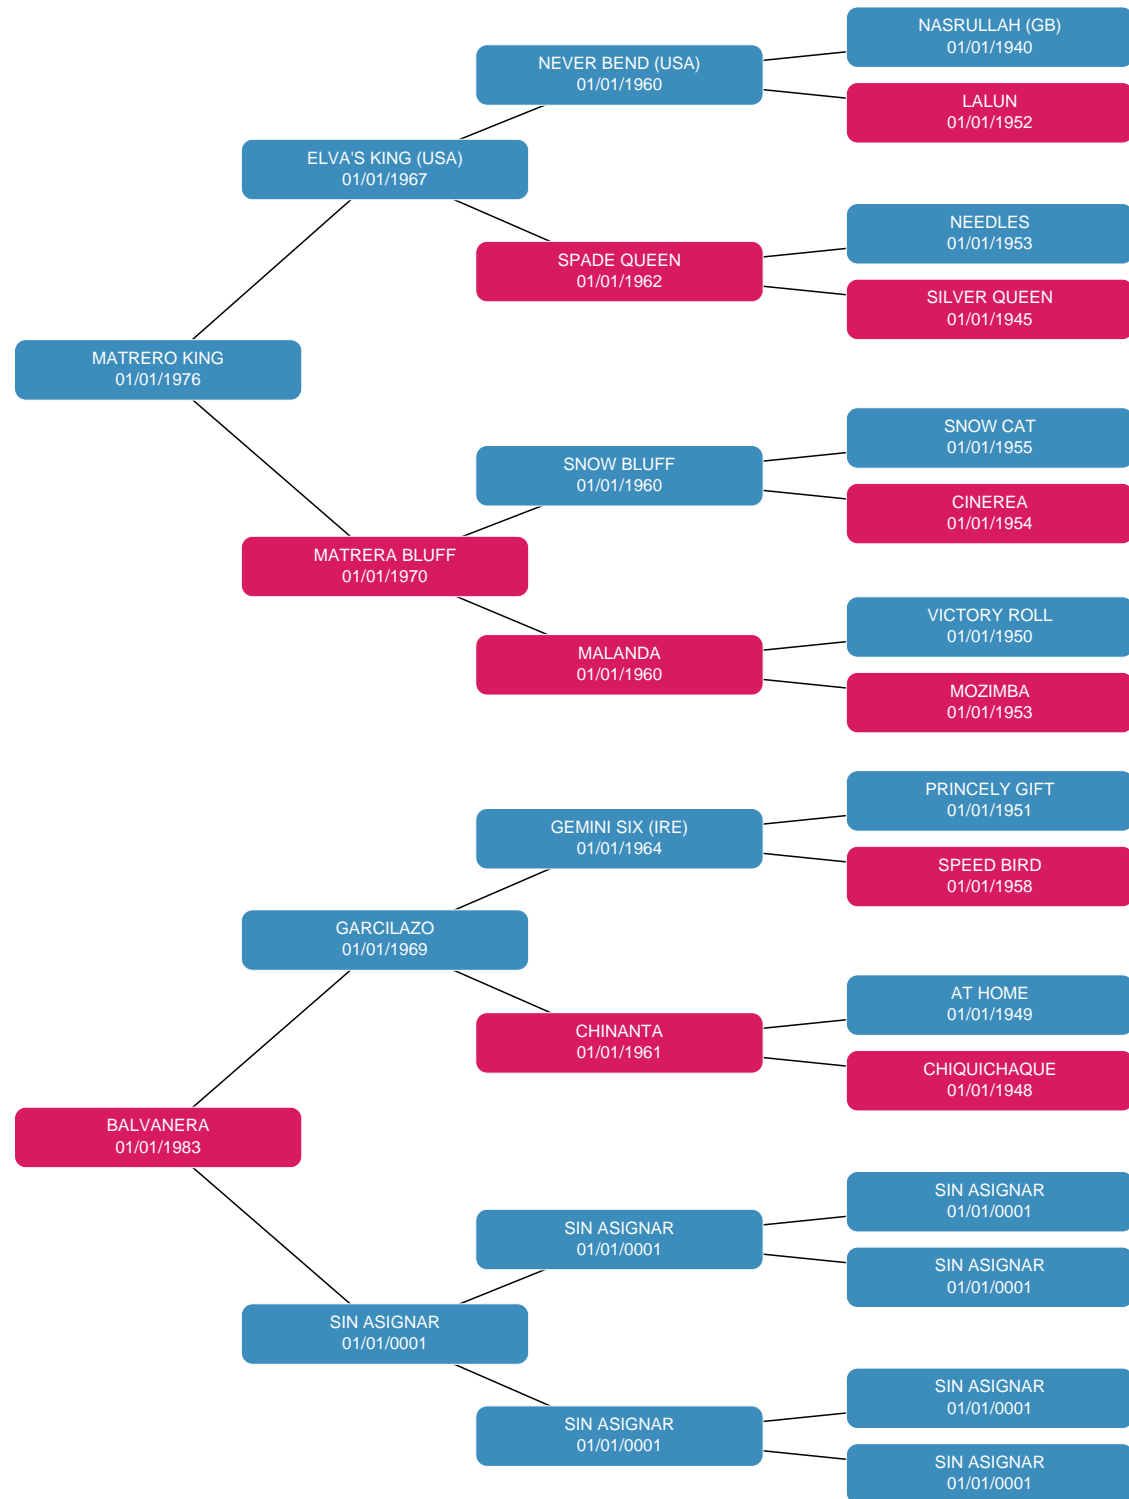 NASRULLAH (GB)
01/01/1940
NEVER BEND (USA)
01/01/1960
LALUN
01/01/1952
ELVA'S KING (USA)
01/01/1967
NEEDLES
01/01/1953
SPADE QUEEN
01/01/1962
SILVER QUEEN
01/01/1945
MATRERO KING
01/01/1976
SNOW CAT
01/01/1955
SNOW BLUFF
01/01/1960
CINEREA
01/01/1954
MATRERA BLUFF
01/01/1970
VICTORY ROLL
01/01/1950
MALANDA
01/01/1960
MOZIMBA
01/01/1953
PRINCELY GIFT
01/01/1951
GEMINI SIX (IRE)
01/01/1964
SPEED BIRD
01/01/1958
GARCILAZO
01/01/1969
AT HOME
01/01/1949
CHINANTA
01/01/1961
CHIQUICHAQUE
01/01/1948
BALVANERA
01/01/1983
SIN ASIGNAR
01/01/0001
SIN ASIGNAR
01/01/0001
SIN ASIGNAR
01/01/0001
SIN ASIGNAR
01/01/0001
SIN ASIGNAR
01/01/0001
SIN ASIGNAR
01/01/0001
SIN ASIGNAR
01/01/0001